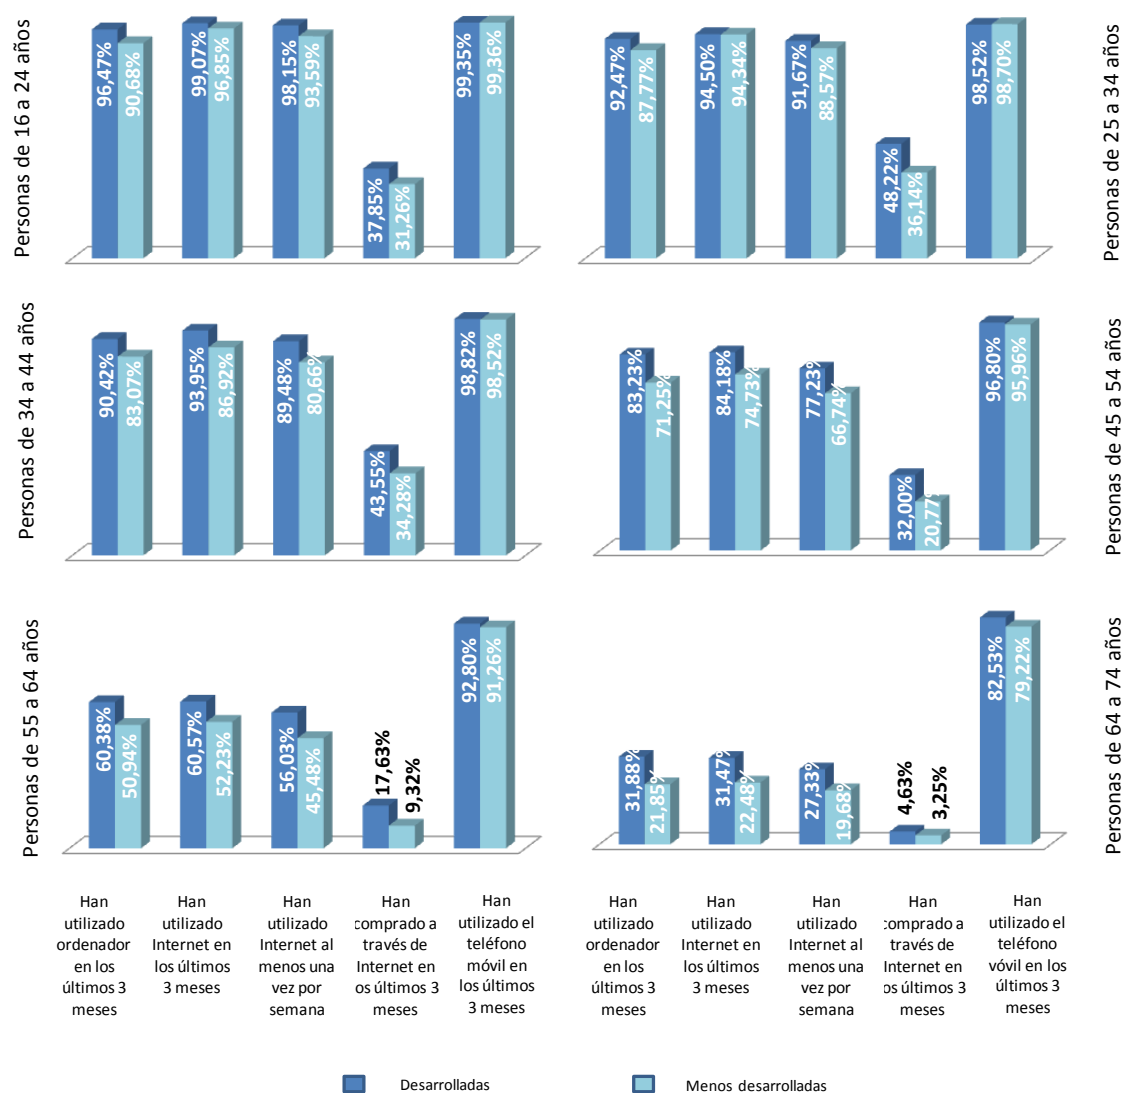 Personas de 16 a 24 años
96,47%
90,68%
99,07%
96,85%
98,15%
93,59%
37,85%
31,26%
99,35%
99,36%
Personas de 25 a 34 años
92,47%
87,77%
94,50%
94,34%
91,67%
88,57%
48,22%
36,14%
98,52%
98,70%
Personas de 34 a 44 años
90,42%
83,07%
93,95%
86,92%
89,48%
80,66%
43,55%
34,28%
98,82%
98,52%
Personas de 45 a 54 años
83,23%
71,25%
84,18%
74,73%
77,23%
66,74%
32,00%
20,77%
96,80%
95,96%
Personas de 55 a 64 años
60,38%
50,94%
60,57%
52,23%
56,03%
45,48%
17,63%
9,32%
92,80%
91,26%
Personas de 64 a 74 años
31,88%
21,85%
31,47%
22,48%
27,33%
19,68%
4,63%
3,25%
82,53%
79,22%
Han
utilizado
ordenador
en los
últimos 3
meses
Han
utilizado
Internet en
los últimos
3 meses
Han
utilizado
Internet al
menos una
vez por
semana
Han
comprado a
través de
Internet en
os últimos 3
meses
Han
utilizado el
teléfono
móvil en
los últimos
3 meses
Han
utilizado
ordenador
en los
últimos 3
meses
Han
utilizado
Internet en
los últimos
3 meses
Han
utilizado
Internet al
menos una
vez por
semana
Han
comprado a
través de
Internet en
os últimos 3
meses
Han
utilizado el
teléfono
vóvil en los
últimos 3
meses
Desarrolladas
Menos desarrolladas